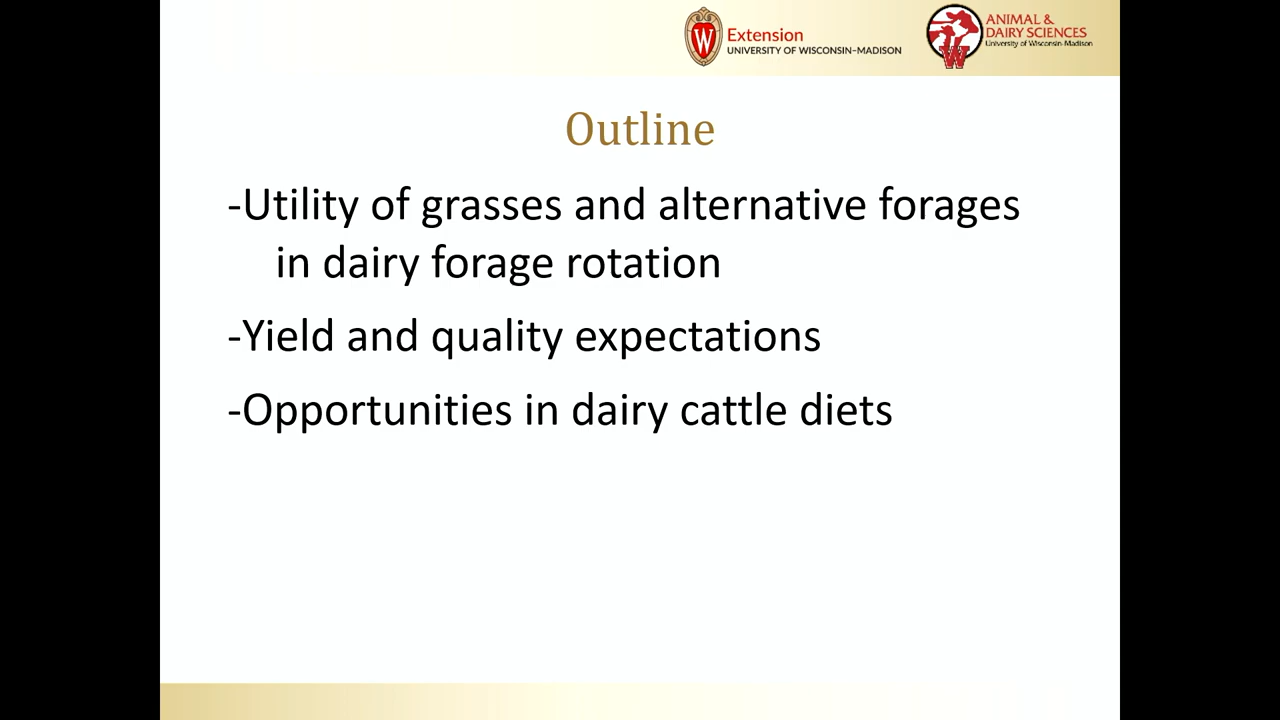 Extension
UNIVERSITY OF WISCONSIN–MADISON
ANIMAL &
DAIRY SCIENCES
University of Wisconsin-Madison
Outline
-Utility of grasses and alternative forages
in dairy forage rotation
-Yield and quality expectations
-Opportunities in dairy cattle diets